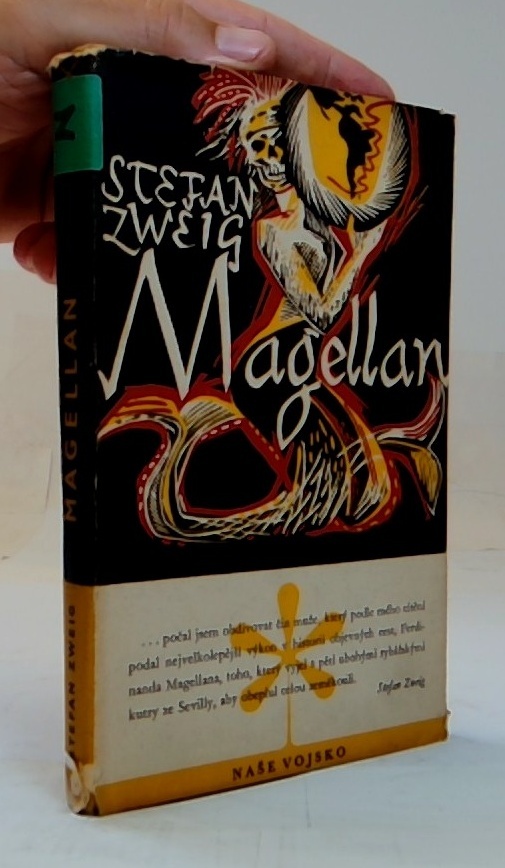 STEFAN
ZWEIG
Magellan
... počal jsem obdivovat čin muže, který podle mého cítění
podal nejvelkolepější výkon v historii objevných cest, Ferdi-
nanda Magellana, toho, který vyjel s pěti ubohými rybářskými
kutry ze Sevilly, aby obeplul celou zeměkouli.
Stefan Zweig
NAŠE VOJSKO
MAGELLAN
STEFAN ZWEIG